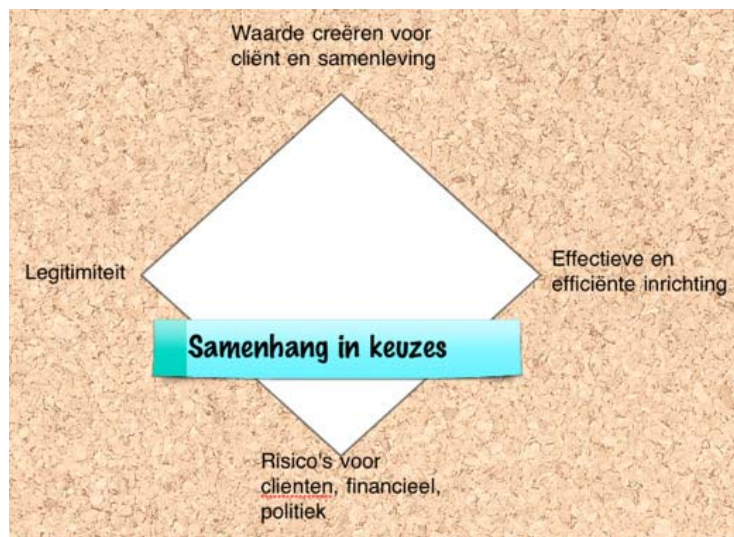 Waarde creëren voor
cliënt en samenleving
Legitimiteit
Effectieve en
efficiënte inrichting
Samenhang in keuzes
Risico's voor
clienten, financieel,
politiek